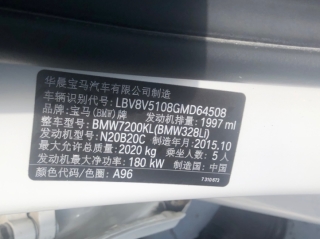 华晨宝马汽车有限公司制造
车辆识别代号: LBV8V5108GMD64508
品牌: 宝马(BMW)牌 发动机排量: 1997 ml
整车型号: BMW7200KL(BMW328Li)
发动机型号: N20B20C 制造年月: 2015.10
最大允许总质量: 2020 kg 乘坐人数: 5人
发动机最大净功率: 180 kW 制造国: 中国
颜色代码/色圈: A96
7 310 073